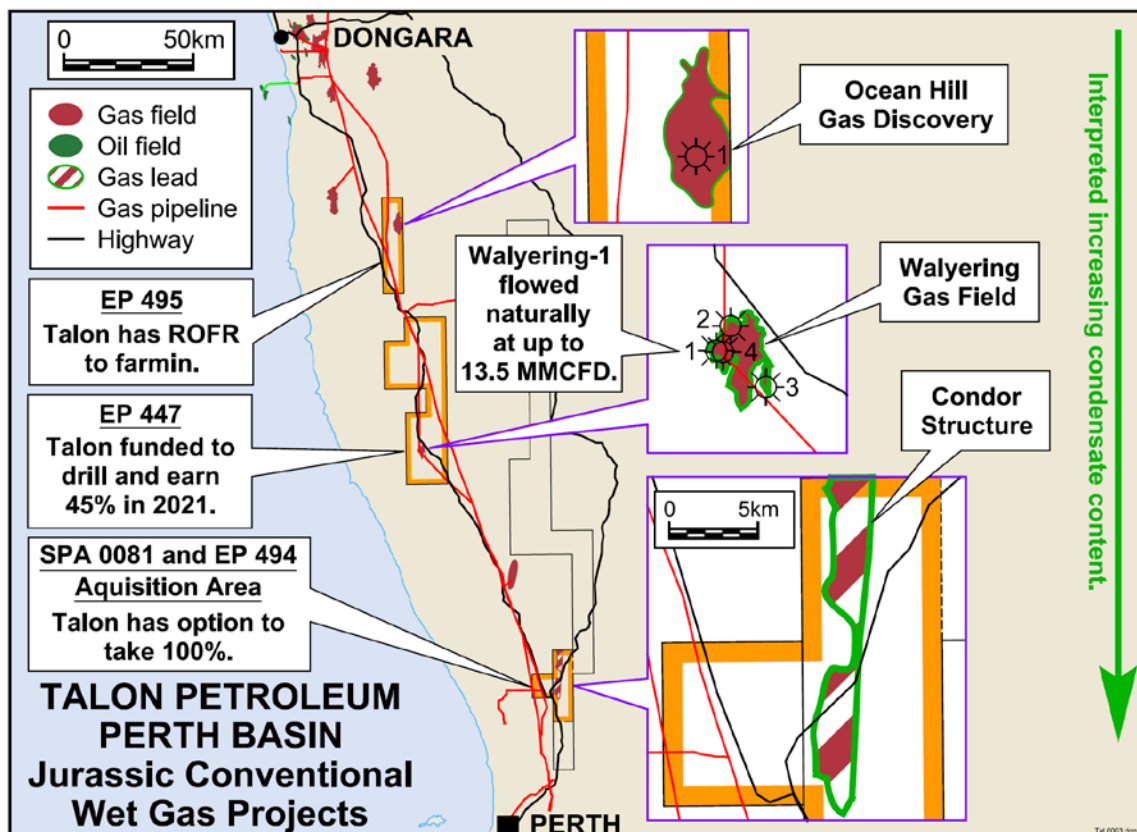 DONGARA
0 50km
Gas field
Oil field
Gas lead
Gas pipeline
Highway
EP 495
Talon has ROFR
to farmin.
EP 447
Talon funded to
drill and earn
45% in 2021.
SPA 0081 and EP 494
Aquisition Area
Talon has option to
take 100%.
TALON PETROLEUM
PERTH BASIN
Jurassic Conventional
Wet Gas Projects
PERTH
Ocean Hill
Gas Discovery
1
Walyering-1
flowed
naturally
at up to
13.5 MMCFD.
Walyering
Gas Field
2
1
4
3
Condor
Structure
0 5km
Interpreted increasing condensate content.